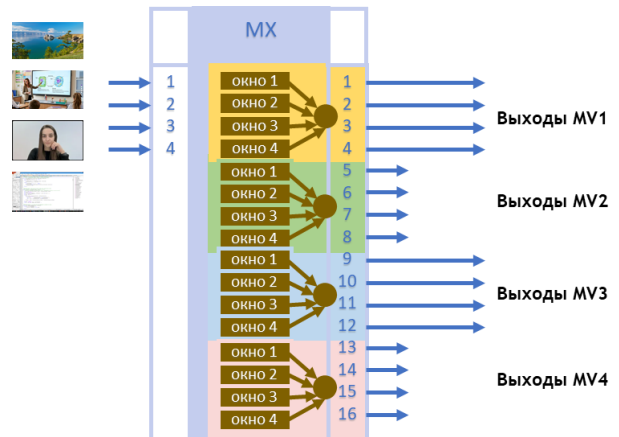 MX
1
2
3
4
окно 1
окно 2
окно 3
окно 4
1
2
3
4
Выходы MV1
окно 1
окно 2
окно 3
окно 4
5
6
7
8
Выходы MV2
окно 1
окно 2
окно 3
окно 4
9
10
11
12
Выходы MV3
окно 1
окно 2
окно 3
окно 4
13
14
15
16
Выходы MV4